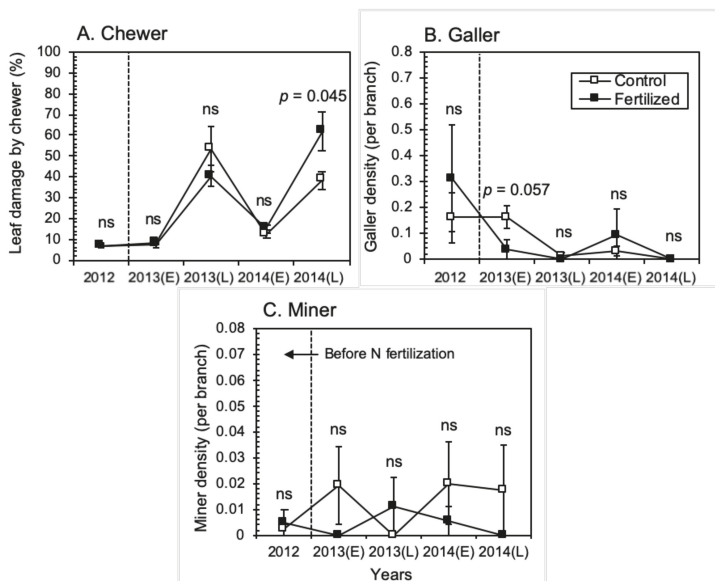 A. Chewer
Leaf damage by chewer (%)
100
90
80
70
60
50
40
30
20
10
0
ns
ns
ns
ns
p = 0.045
2012 2013(E) 2013(L) 2014(E) 2014(L)
B. Galler
Galler density (per branch)
0.8
0.7
0.6
0.5
0.4
0.3
0.2
0.1
0
Control
Fertilized
ns
p = 0.057
ns
ns
ns
2012 2013(E) 2013(L) 2014(E) 2014(L)
C. Miner
Miner density (per branch)
0.08
0.07
0.06
0.05
0.04
0.03
0.02
0.01
0
Before N fertilization
ns
ns
ns
ns
ns
2012 2013(E) 2013(L) 2014(E) 2014(L)
Years